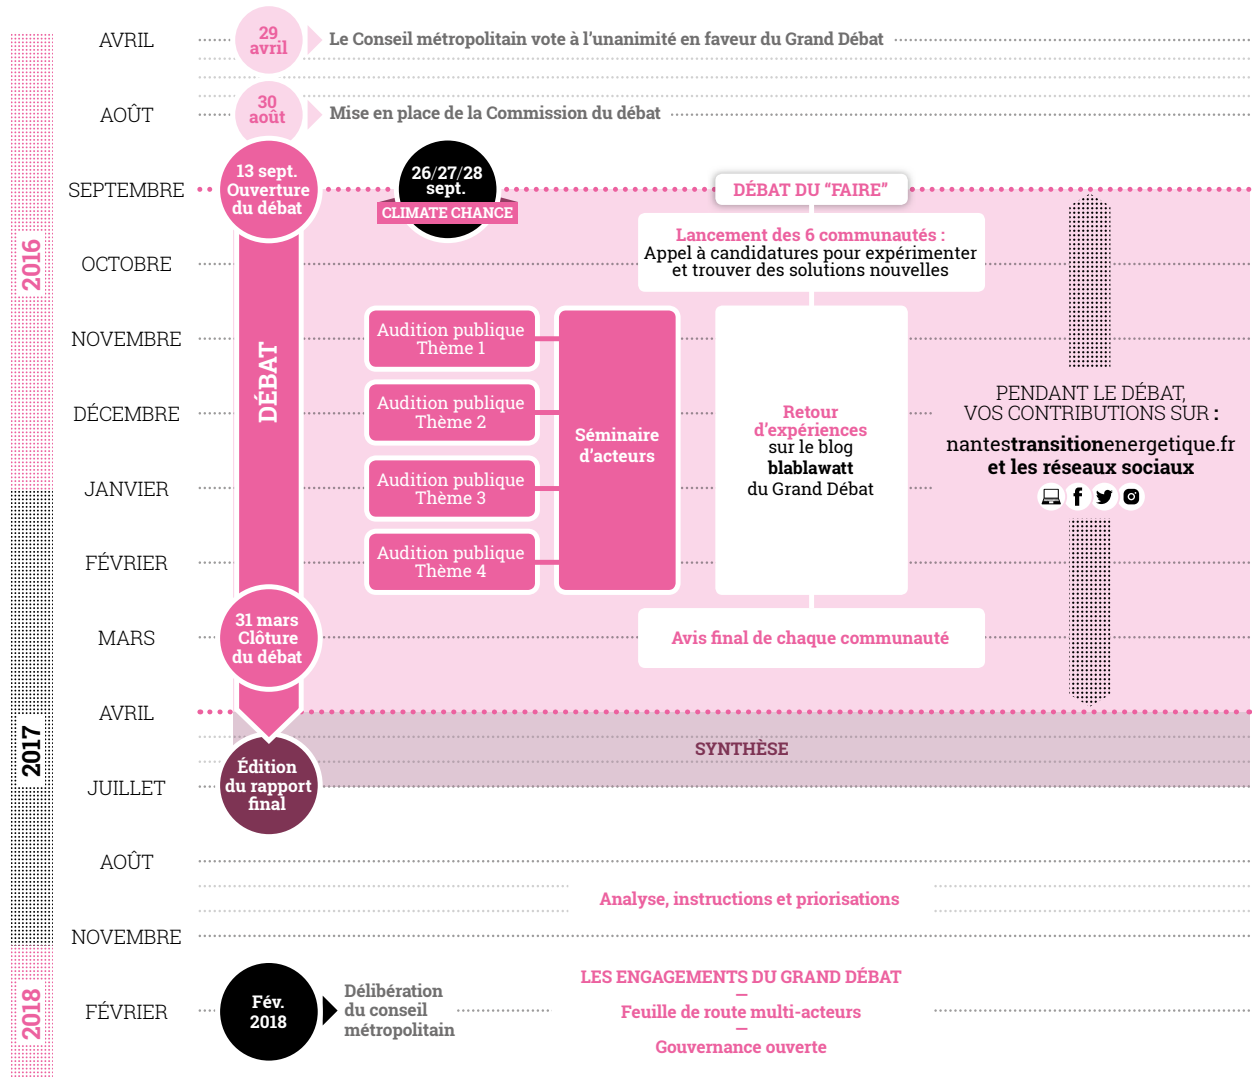 2016
2017
2018
AVRIL
29
avril
Le Conseil métropolitain vote à l’unanimité en faveur du Grand Débat
AOÛT
30
août
Mise en place de la Commission du débat
SEPTEMBRE
13 sept.
Ouverture
du débat
26/27/28
sept.
CLIMATE CHANCE
DÉBAT DU “FAIRE”
Lancement des 6 communautés :
Appel à candidatures pour expérimenter
et trouver des solutions nouvelles
OCTOBRE
DÉBAT
NOVEMBRE
Audition publique
Thème 1
DÉCEMBRE
Audition publique
Thème 2
JANVIER
Audition publique
Thème 3
FÉVRIER
Audition publique
Thème 4
Séminaire
d’acteurs
Retour
d’expériences
sur le blog
blablawatt
du Grand Débat
PENDANT LE DÉBAT,
VOS CONTRIBUTIONS SUR :
nantestransitionenergetique.fr
et les réseaux sociaux
MARS
31 mars
Clôture
du débat
Avis final de chaque communauté
AVRIL
SYNTHÈSE
JUILLET
Édition
du rapport
final
AOÛT
Analyse, instructions et priorisations
NOVEMBRE
FÉVRIER
Fév.
2018
Délibération
du conseil
métropolitain
LES ENGAGEMENTS DU GRAND DÉBAT
—
Feuille de route multi-acteurs
—
Gouvernance ouverte